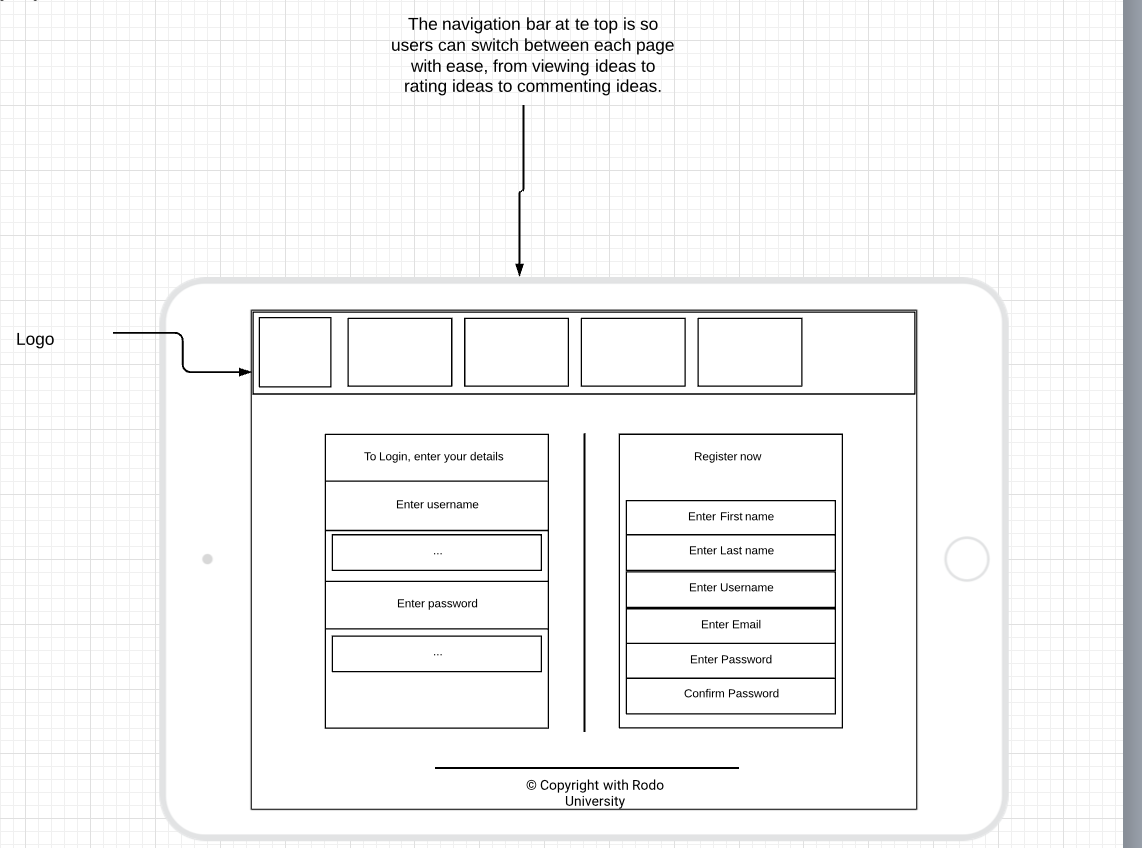 The navigation bar at te top is so
users can switch between each page
with ease, from viewing ideas to
rating ideas to commenting ideas.
Logo
To Login, enter your details
Enter username
...
Enter password
...
Register now
Enter First name
Enter Last name
Enter Username
Enter Email
Enter Password
Confirm Password
© Copyright with Rodo
University